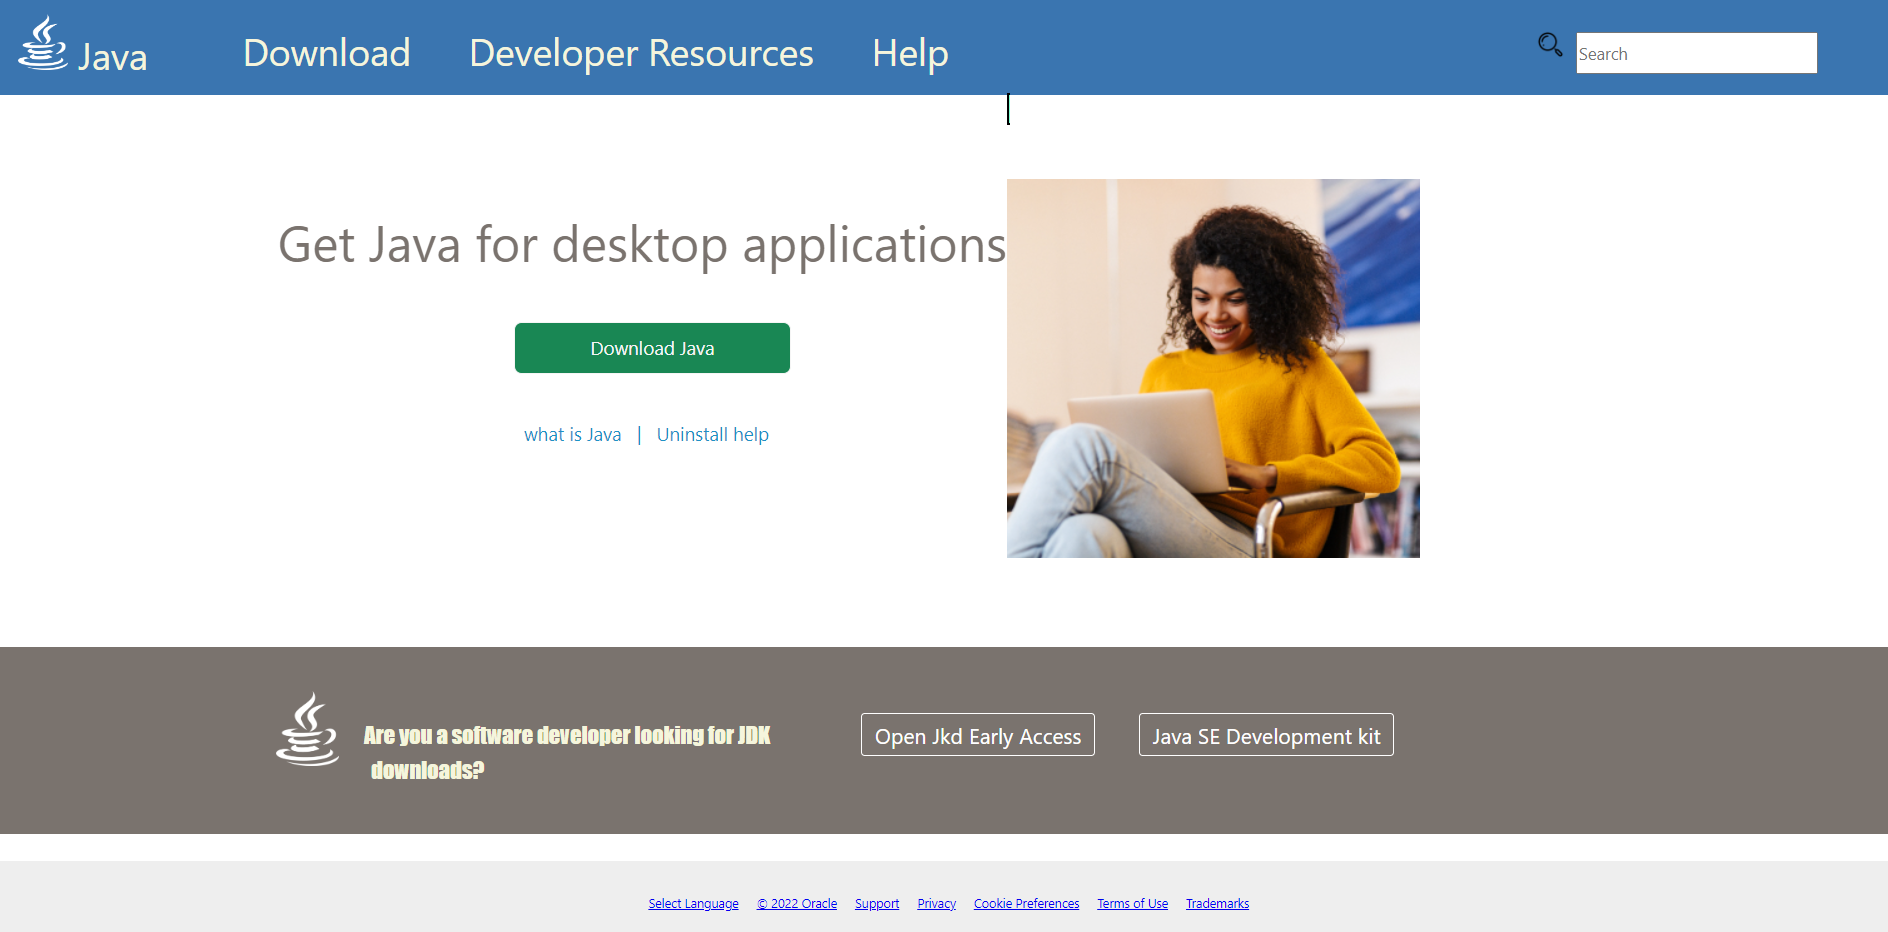 Java Download Developer Resources Help Search
Get Java for desktop applications
Download Java
what is Java | Uninstall help
Are you a software developer looking for JDK
downloads?
Open Jkd Early Access Java SE Development kit
Select Language © 2022 Oracle Support Privacy Cookie Preferences Terms of Use Trademarks